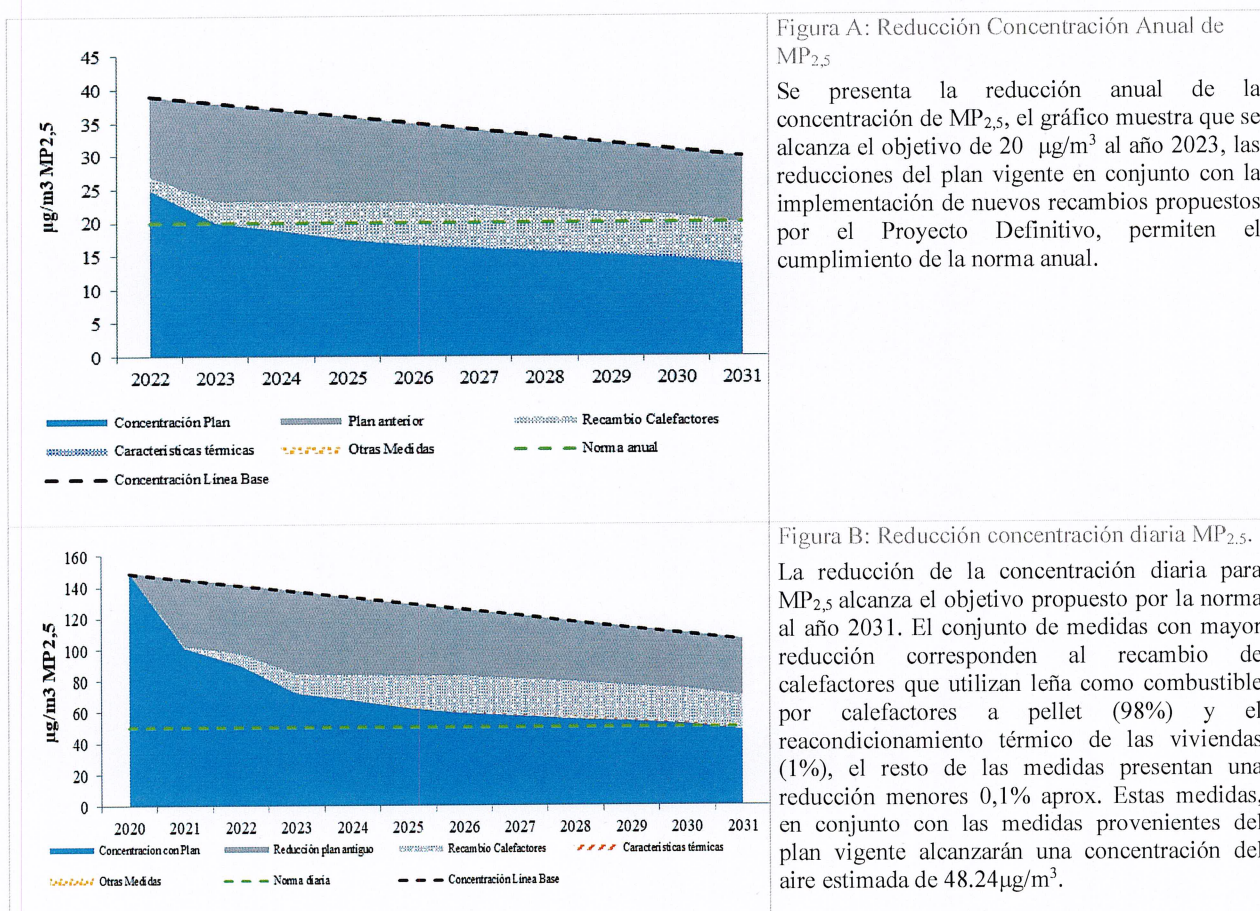 Figura A: Reducción Concentración Anual de
MP2,5
Se presenta la reducción anual de la
concentración de MP2,5, el gráfico muestra que se
alcanza el objetivo de 20 µg/m³ al año 2023, las
reducciones del plan vigente en conjunto con la
implementación de nuevos recambios propuestos
por el Proyecto Definitivo, permiten el
cumplimiento de la norma anual.
µg/m3 MP2,5
45
40
35
30
25
20
15
10
5
0
2022 2023 2024 2025 2026 2027 2028 2029 2030 2031
Concentración Plan Plan anterior Recambio Calefactores
Características térmicas Otras Medidas Norma anual
Concentración Línea Base
Figura B: Reducción concentración diaria MP2.5.
La reducción de la concentración diaria para
MP2,5 alcanza el objetivo propuesto por la norma
al año 2031. El conjunto de medidas con mayor
reducción corresponden al recambio de
calefactores que utilizan leña como combustible
por calefactores a pellet (98%) y el
reacondicionamiento térmico de las viviendas
(1%), el resto de las medidas presentan una
reducción menores 0,1% aprox. Estas medidas,
en conjunto con las medidas provenientes del
plan vigente alcanzarán una concentración del
aire estimada de 48.24µg/m³.
µg/m3 MP2,5
160
140
120
100
80
60
40
20
0
2020 2021 2022 2023 2024 2025 2026 2027 2028 2029 2030 2031
Concentracion con Plan Reducción plan antiguo Recambio Calefactores Características térmicas
Otras Medidas Norma diaria Concentración Línea Base